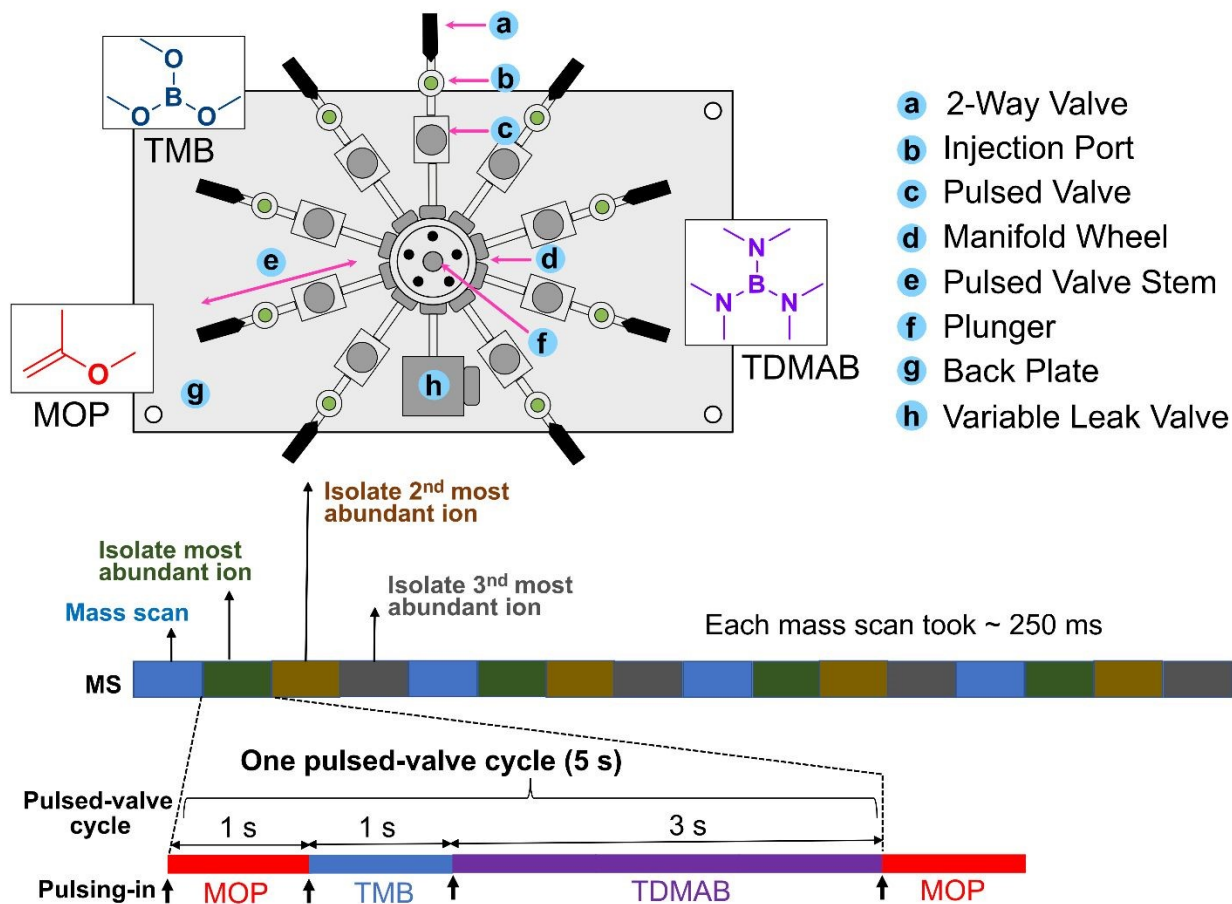 a
b
c
O
B
O
O
TMB
a 2-Way Valve
b Injection Port
c Pulsed Valve
d Manifold Wheel
e Pulsed Valve Stem
f Plunger
g Back Plate
h Variable Leak Valve
e
d
N
B
N
N
TDMAB
O
MOP
f
g
h
Isolate 2nd most
abundant ion
Isolate most
abundant ion
Isolate 3nd most
abundant ion
Mass scan
Each mass scan took ~ 250 ms
MS
One pulsed-valve cycle (5 s)
Pulsed-valve
cycle
1 s
1 s
3 s
Pulsing-in
MOP
TMB
TDMAB
MOP